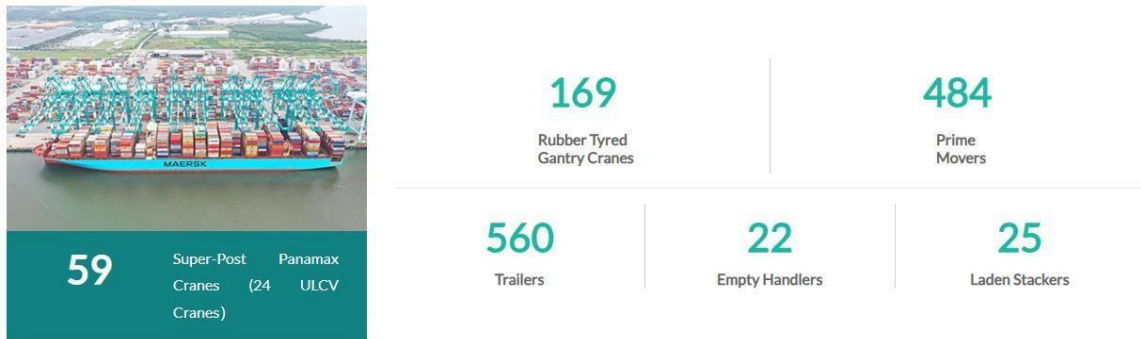 MAERSK
59
Super-Post Panamax
Cranes (24 ULCV
Cranes)
169
Rubber Tyred
Gantry Cranes
484
Prime
Movers
560
Trailers
22
Empty Handlers
25
Laden Stackers